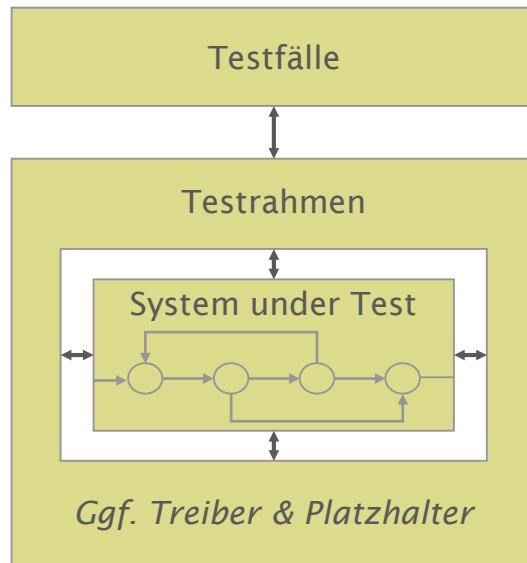 Testfälle
Testrahmen
System under Test
Ggf. Treiber & Platzhalter